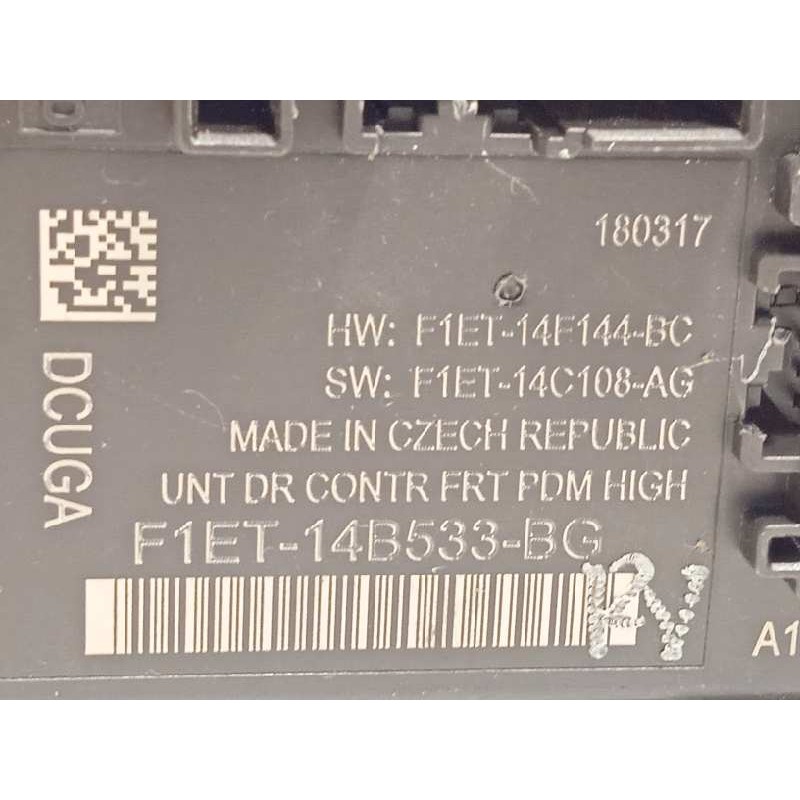 180317
HW: F1ET-14F144-BC
SW: F1ET-14C108-AG
MADE IN CZECH REPUBLIC
UNT DR CONTR FRT PDM HIGH
F1ET-14B533-BG
DCUGA
A1